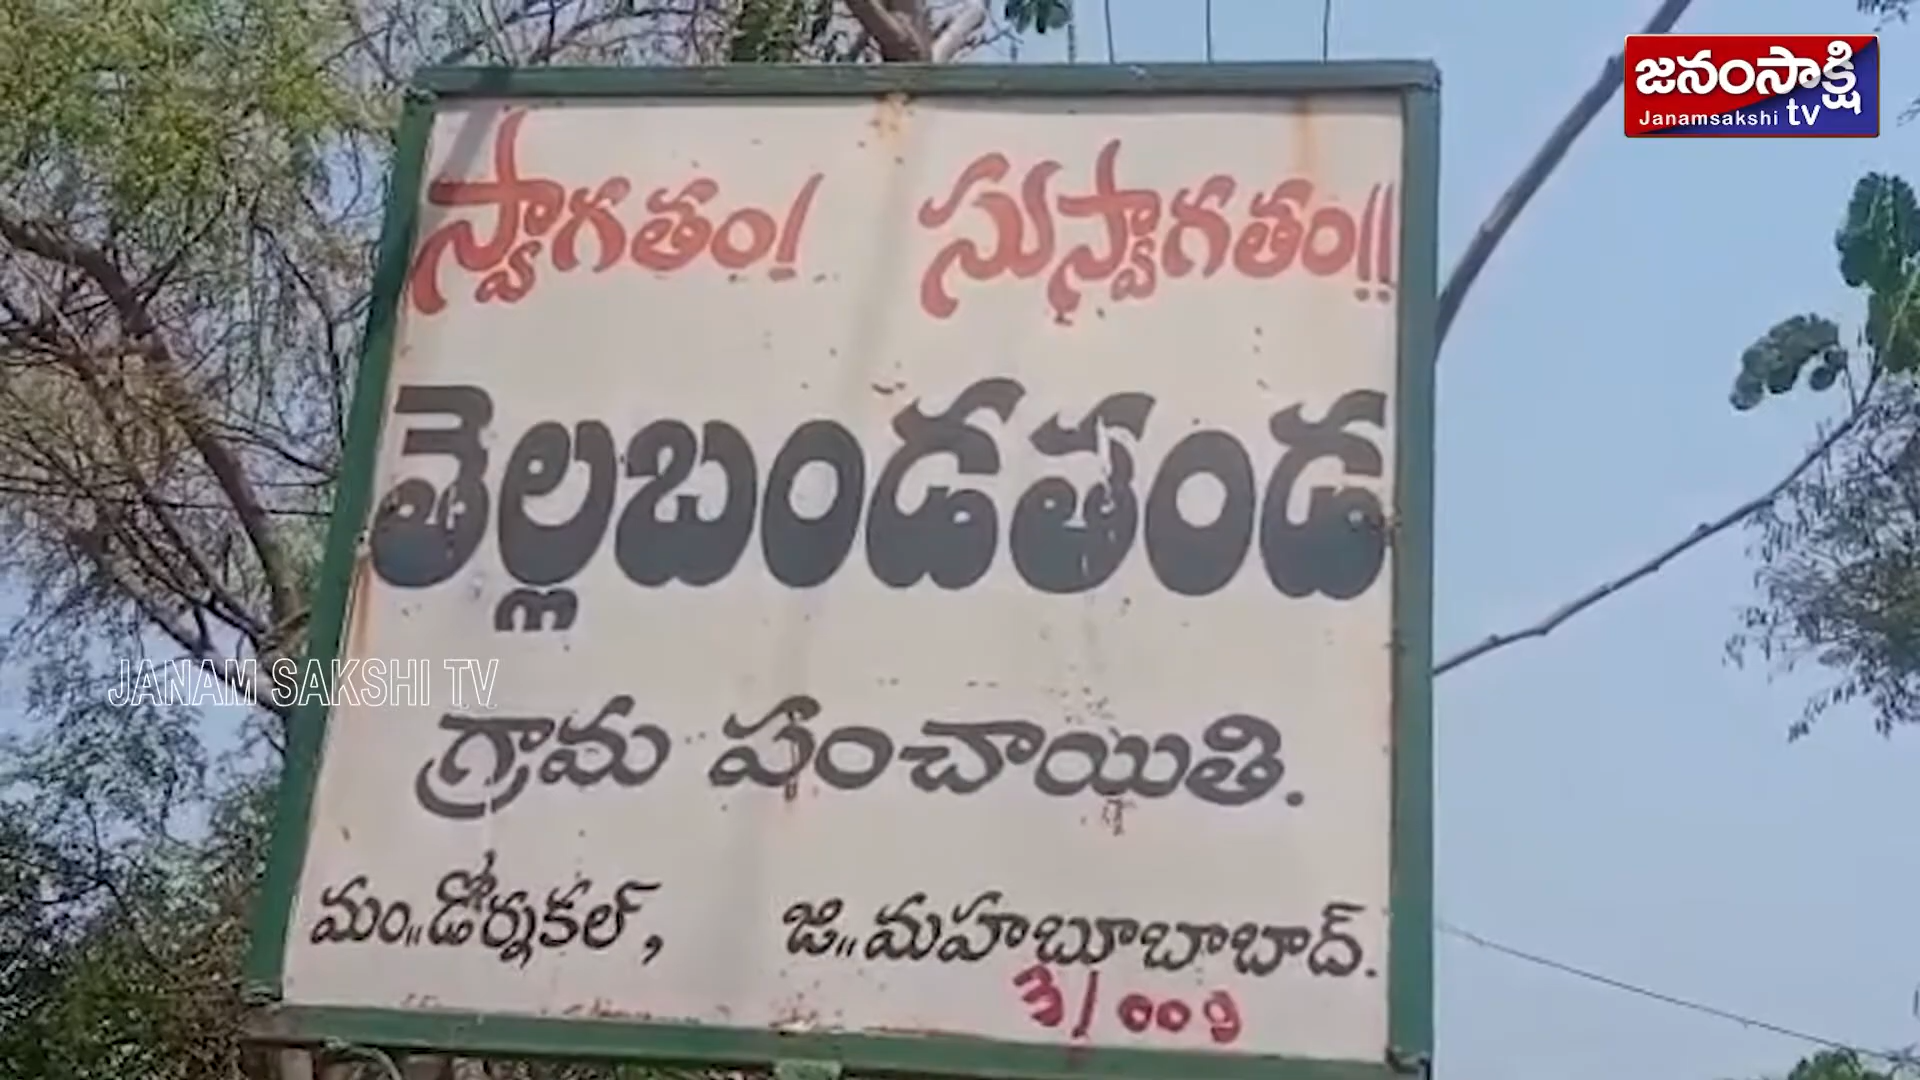 జనంసాక్షి
Janamsakshi tv
స్వాగతం! సుస్వాగతం!!
తెల్లబండతండ
JANAM SAKSHI TV
గ్రామ పంచాయితి.
మం,,డోర్నకల్, జి,,మహబూబాబాద్.
3/009